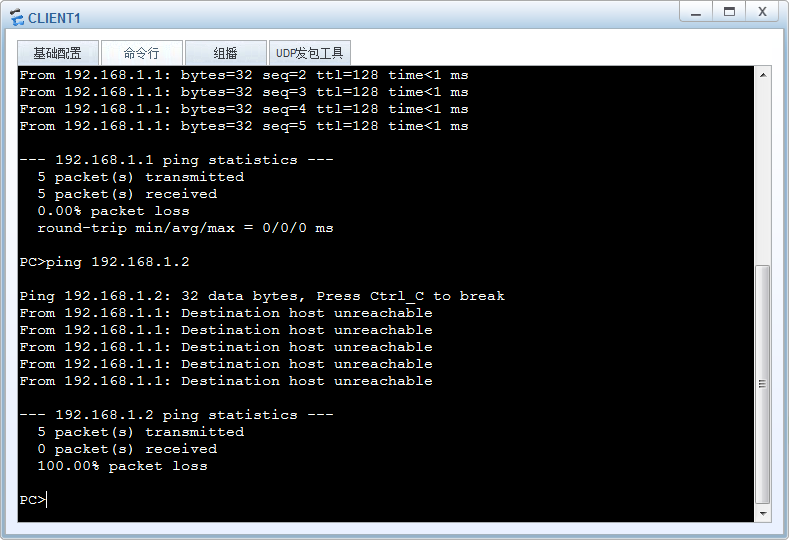 CLIENT1
基础配置 命令行 组播 UDP发包工具
From 192.168.1.1: bytes=32 seq=2 ttl=128 time<1 ms
From 192.168.1.1: bytes=32 seq=3 ttl=128 time<1 ms
From 192.168.1.1: bytes=32 seq=4 ttl=128 time<1 ms
From 192.168.1.1: bytes=32 seq=5 ttl=128 time<1 ms
--- 192.168.1.1 ping statistics ---
5 packet(s) transmitted
5 packet(s) received
0.00% packet loss
round-trip min/avg/max = 0/0/0 ms
PC>ping 192.168.1.2
Ping 192.168.1.2: 32 data bytes, Press Ctrl_C to break
From 192.168.1.1: Destination host unreachable
From 192.168.1.1: Destination host unreachable
From 192.168.1.1: Destination host unreachable
From 192.168.1.1: Destination host unreachable
From 192.168.1.1: Destination host unreachable
--- 192.168.1.2 ping statistics ---
5 packet(s) transmitted
0 packet(s) received
100.00% packet loss
PC>